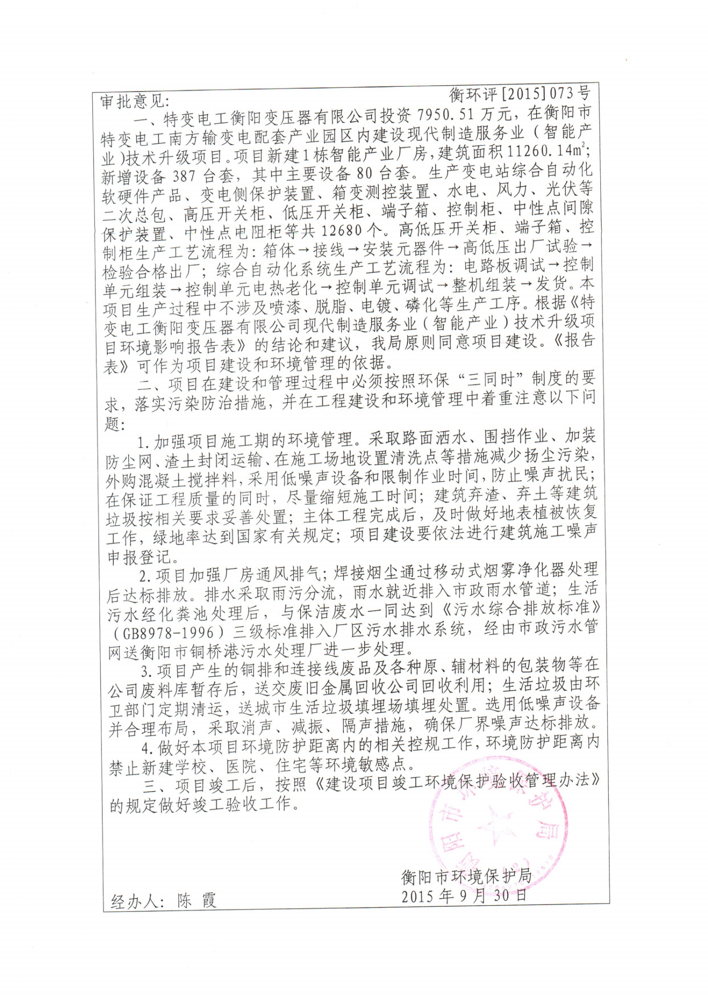 审批意见：
衡环评[2015]073号
一、特变电工衡阳变压器有限公司投资 7950.51 万元，在衡阳市
特变电工南方输变电配套产业园区内建设现代制造服务业（智能产
业)技术升级项目。项目新建1栋智能产业厂房,建筑面积11260.14㎡；
新增设备 387 台套，其中主要设备 80 台套。生产变电站综合自动化
软硬件产品、变电侧保护装置、箱变测控装置、水电、风力、光伏等
二次总包、高压开关柜、低压开关柜、端子箱、控制柜、中性点间隙
保护装置、中性点电阻柜等共 12680 个。高低压开关柜、端子箱、控
制柜生产工艺流程为：箱体→接线→安装元器件→高低压出厂试验→
检验合格出厂；综合自动化系统生产工艺流程为：电路板调试→控制
单元组装→控制单元电热老化→控制单元调试→整机组装→发货。本
项目生产过程中不涉及喷漆、脱脂、电镀、磷化等生产工序。根据《特
变电工衡阳变压器有限公司现代制造服务业（智能产业）技术升级项
目环境影响报告表》的结论和建议，我局原则同意项目建设。《报告
表》可作为项目建设和环境管理的依据。
二、项目在建设和管理过程中必须按照环保“三同时”制度的要
求，落实污染防治措施，并在工程建设和环境管理中着重注意以下问
题：
1.加强项目施工期的环境管理。采取路面洒水、围挡作业、加装
防尘网、渣土封闭运输、在施工场地设置清洗点等措施减少扬尘污染，
外购混凝土搅拌料,采用低噪声设备和限制作业时间,防止噪声扰民；
在保证工程质量的同时，尽量缩短施工时间；建筑弃渣、弃土等建筑
垃圾按相关要求妥善处置；主体工程完成后，及时做好地表植被恢复
工作，绿地率达到国家有关规定；项目建设要依法进行建筑施工噪声
申报登记。
2.项目加强厂房通风排气；焊接烟尘通过移动式烟雾净化器处理
后达标排放。排水采取雨污分流，雨水就近排入市政雨水管道；生活
污水经化粪池处理后，与保洁废水一同达到《污水综合排放标准》
（GB8978-1996）三级标准排入厂区污水排水系统，经由市政污水管
网送衡阳市铜桥港污水处理厂进一步处理。
3.项目产生的铜排和连接线废品及各种原、辅材料的包装物等在
公司废料库暂存后，送交废旧金属回收公司回收利用；生活垃圾由环
卫部门定期清运，送城市生活垃圾填埋场填埋处置。选用低噪声设备
并合理布局，采取消声、减振、隔声措施，确保厂界噪声达标排放。
4.做好本项目环境防护距离内的相关控规工作,环境防护距离内
禁止新建学校、医院、住宅等环境敏感点。
三、项目竣工后，按照《建设项目竣工环境保护验收管理办法》
的规定做好竣工验收工作。
衡阳市环境保护局
(2)
衡阳市环境保护局
经办人：陈 霞
2015 年 9 月 30 日